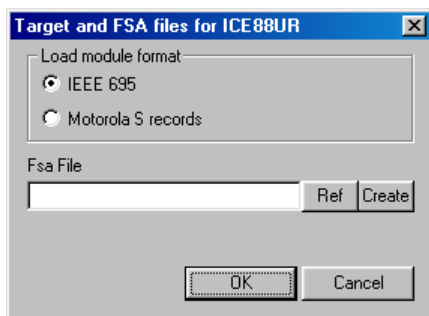 Target and FSA files for ICE88UR
Load module format
IEEE 695
Motorola S records
Fsa File
Ref Create
OK Cancel